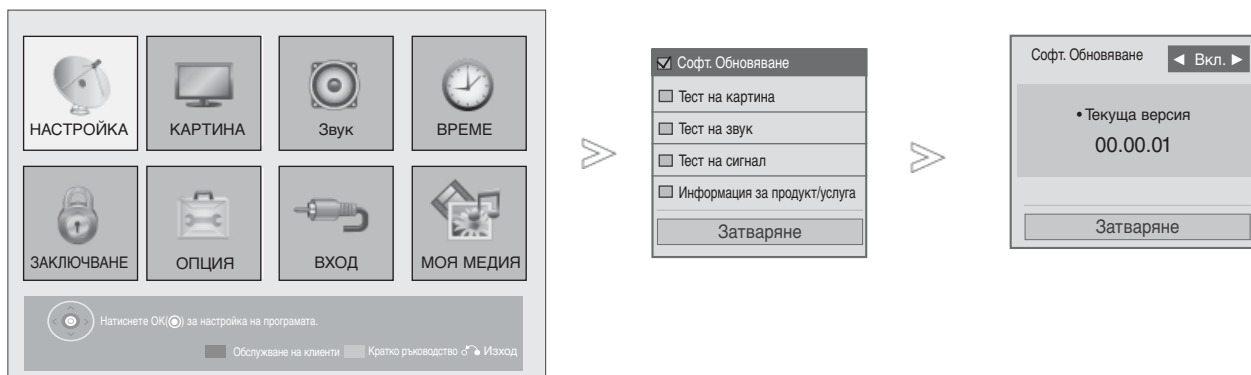 НАСТРОЙКА
КАРТИНА
Звук
ВРЕМЕ
ЗАКЛЮЧВАНЕ
ОПЦИЯ
ВХОД
МОЯ МЕДИЯ
Натиснете OK(◉) за настройка на програмата.
Обслужване на клиенти Кратко ръководство Изход
Софт. Обновяване
Тест на картина
Тест на звук
Тест на сигнал
Информация за продукт/услуга
Затваряне
Софт. Обновяване ◄ Вкл. ►
• Текуща версия
00.00.01
Затваряне